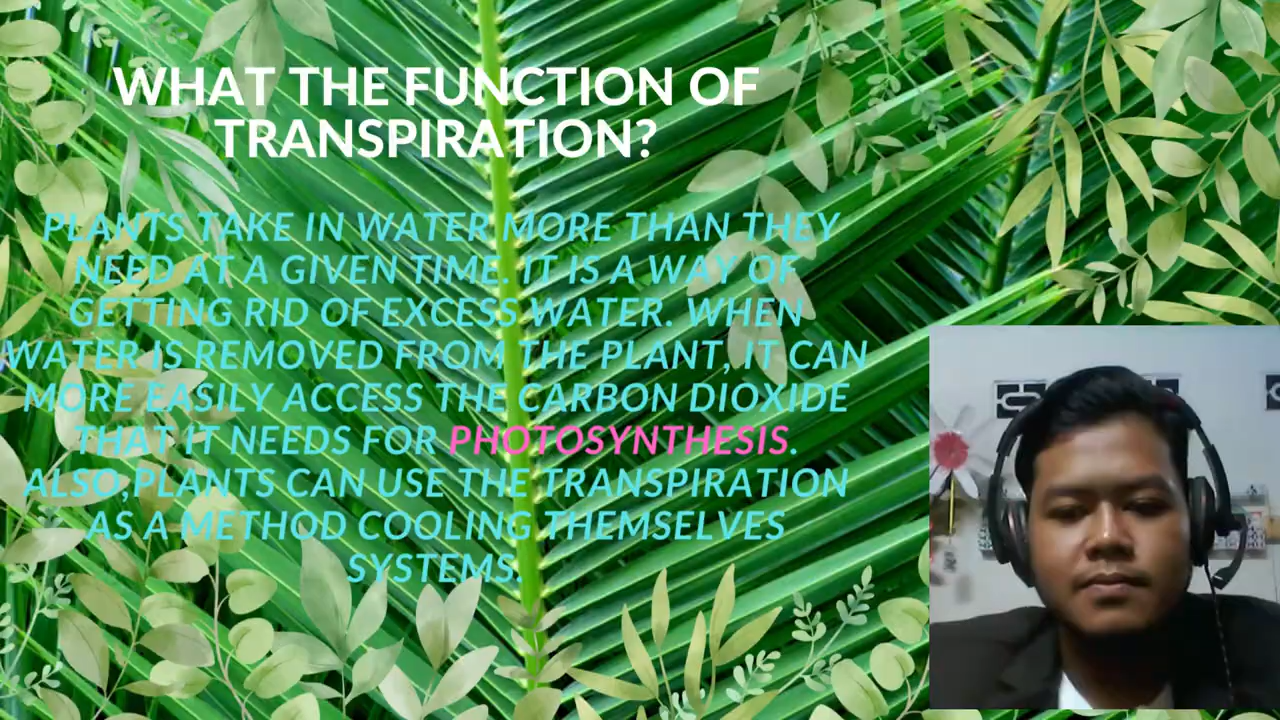 WHAT THE FUNCTION OF
TRANSPIRATION?
PLANTS TAKE IN WATER MORE THAN THEY
NEED AT A GIVEN TIME. IT IS A WAY OF
GETTING RID OF EXCESS WATER. WHEN
WATER IS REMOVED FROM THE PLANT, IT CAN
MORE EASILY ACCESS THE CARBON DIOXIDE
THAT IT NEEDS FOR PHOTOSYNTHESIS.
ALSO,PLANTS CAN USE THE TRANSPIRATION
AS A METHOD COOLING THEMSELVES
SYSTEMS.